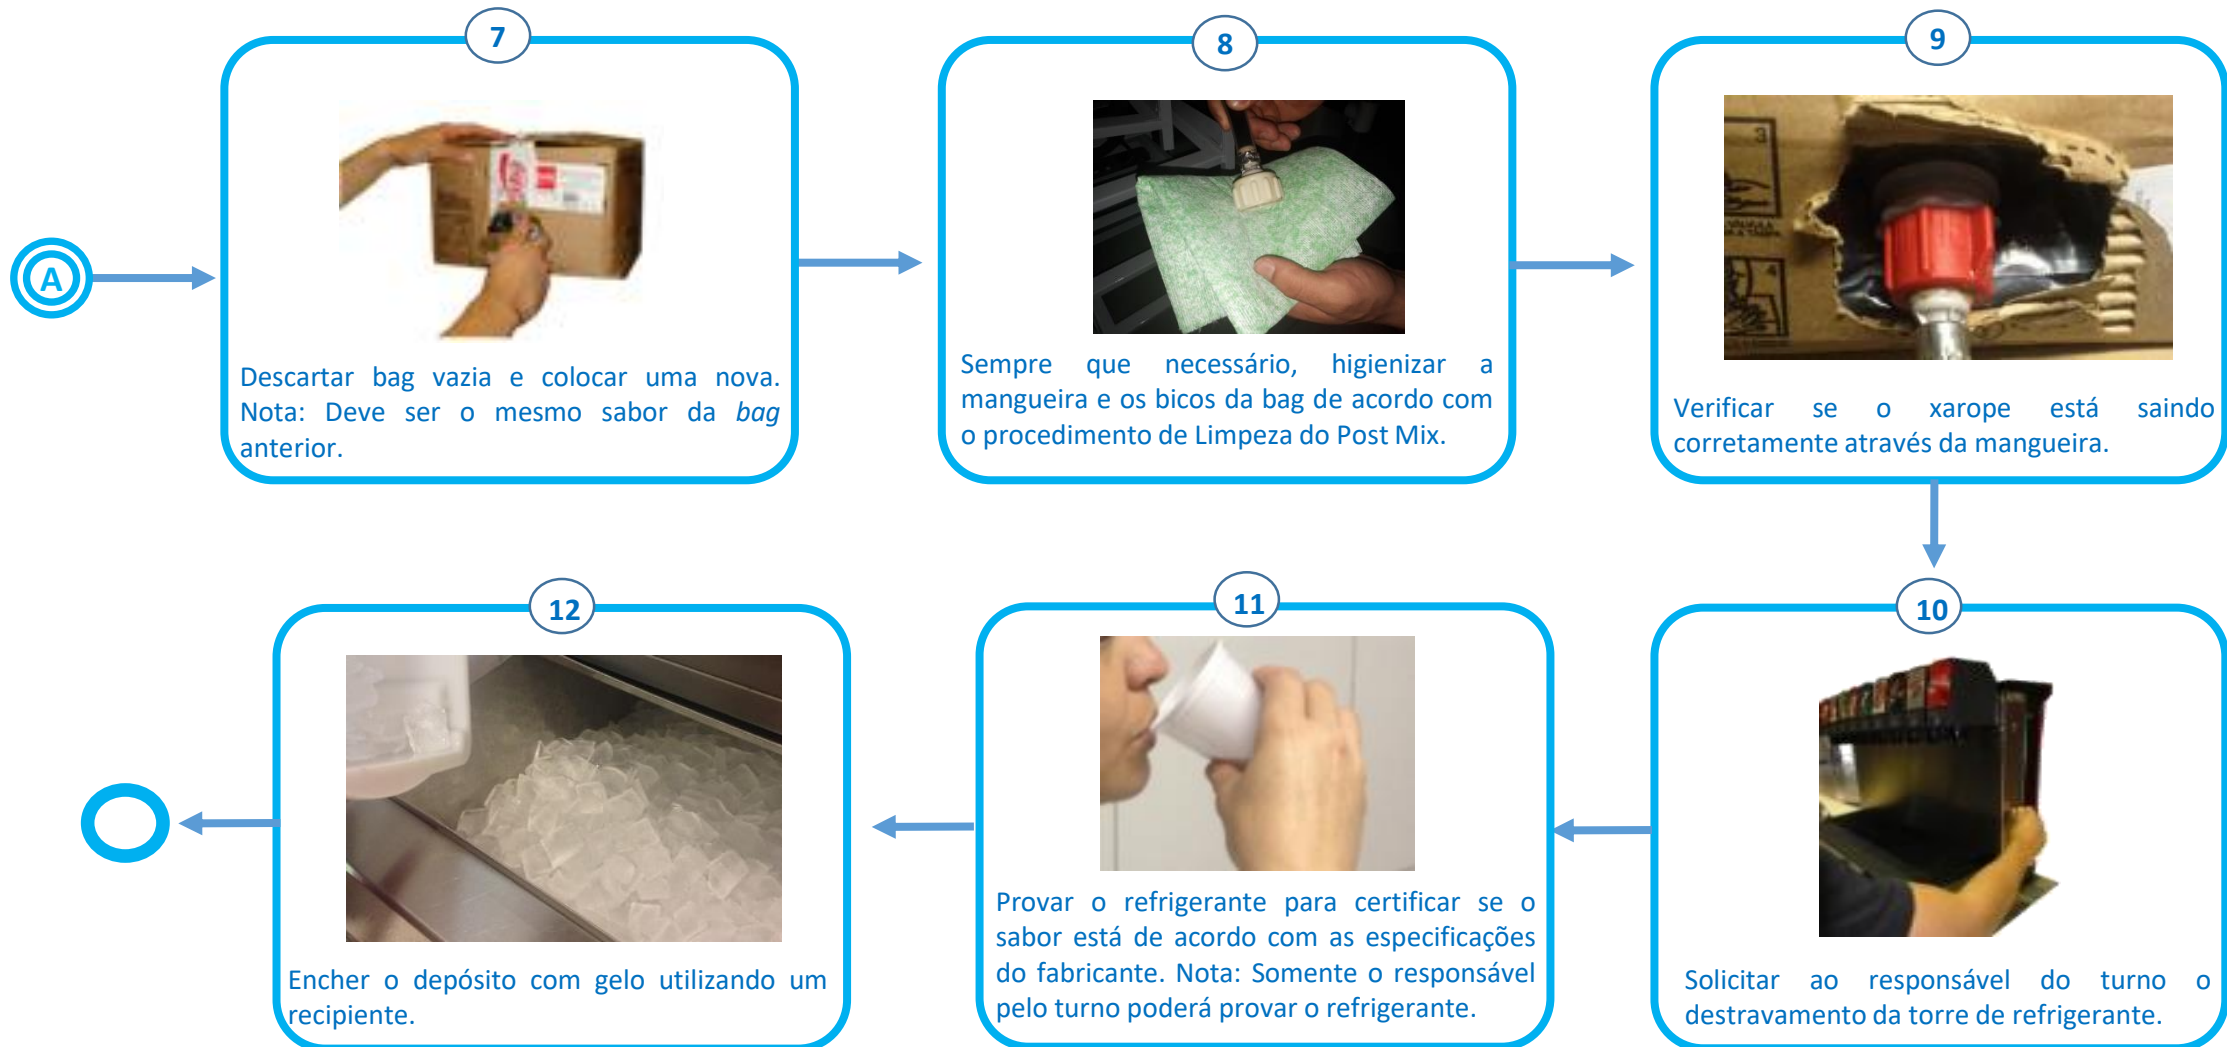 7
8
9
A
3
4
Descartar bag vazia e colocar uma nova.
Nota: Deve ser o mesmo sabor da bag
anterior.
Sempre que necessário, higienizar a
mangueira e os bicos da bag de acordo com
o procedimento de Limpeza do Post Mix.
Verificar se o xarope está saindo
corretamente através da mangueira.
10
Solicitar ao responsável do turno o
destravamento da torre de refrigerante.
11
Provar o refrigerante para certificar se o
sabor está de acordo com as especificações
do fabricante. Nota: Somente o responsável
pelo turno poderá provar o refrigerante.
12
Encher o depósito com gelo utilizando um
recipiente.